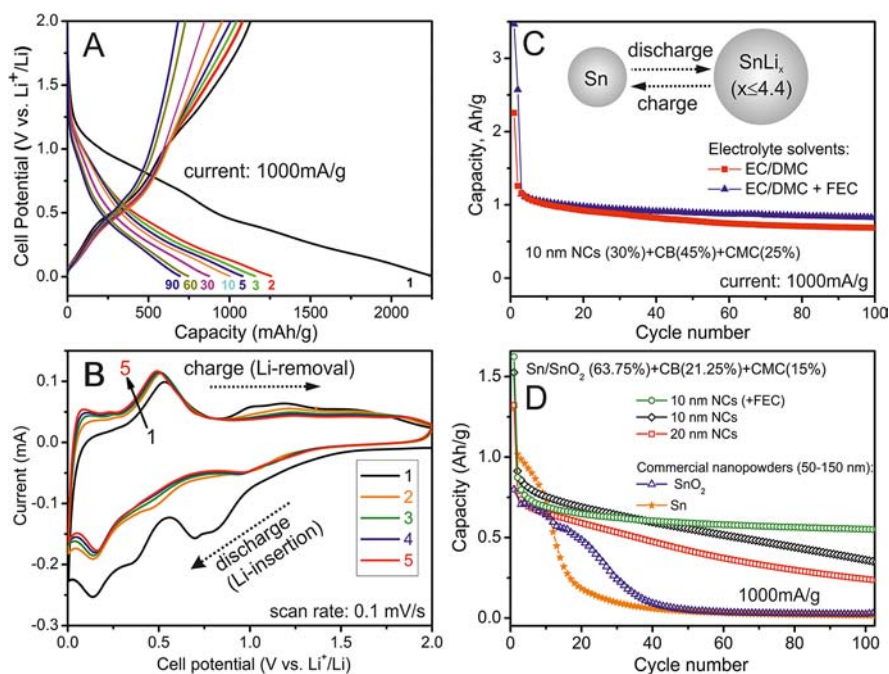 A
2.0
1.5
1.0
0.5
0.0
Cell Potential (V vs. Li⁺/Li)
current: 1000mA/g
90 60 30 10 5 3 2
1
0 500 1000 1500 2000
Capacity (mAh/g)
B
5
1
charge (Li-removal)
0.1
0.0
-0.1
-0.2
-0.3
Current (mA)
1
2
3
4
5
discharge
(Li-insertion)
scan rate: 0.1 mV/s
0.0 0.5 1.0 1.5 2.0
Cell potential (V vs. Li⁺/Li)
C
3
2
1
0
Capacity, Ah/g
Sn
discharge
charge
SnLiₓ
(x≤4.4)
Electrolyte solvents:
EC/DMC
EC/DMC + FEC
10 nm NCs (30%)+CB(45%)+CMC(25%)
current: 1000mA/g
0 20 40 60 80 100
Cycle number
D
1.5
1.0
0.5
0.0
Capacity (Ah/g)
Sn/SnO₂ (63.75%)+CB(21.25%)+CMC(15%)
10 nm NCs (+FEC)
10 nm NCs
20 nm NCs
Commercial nanopowders (50-150 nm):
SnO₂
Sn
1000mA/g
0 20 40 60 80 100
Cycle number